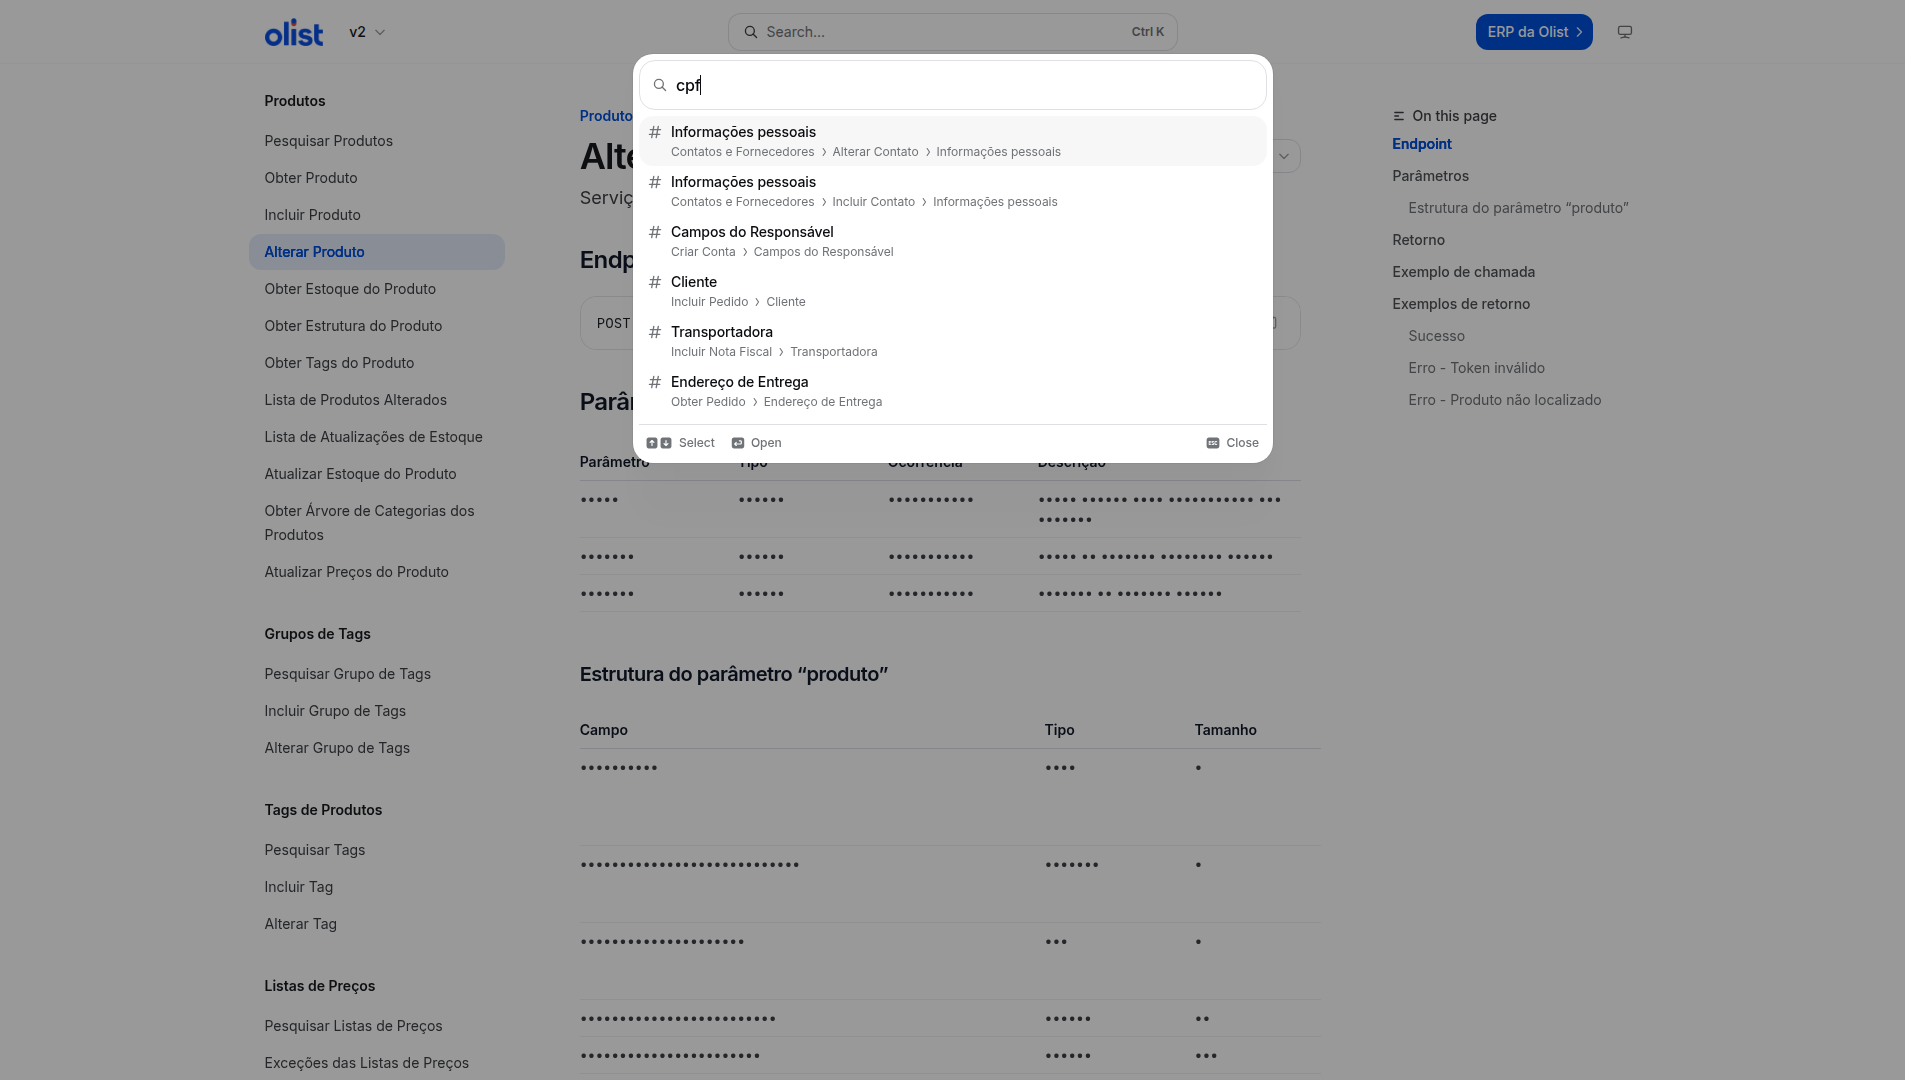 olist
v2
Search...
Ctrl K
ERP da Olist
cpf
Informações pessoais
Contatos e Fornecedores > Alterar Contato > Informações pessoais
Informações pessoais
Contatos e Fornecedores > Incluir Contato > Informações pessoais
Campos do Responsável
Criar Conta > Campos do Responsável
Cliente
Incluir Pedido > Cliente
Transportadora
Incluir Nota Fiscal > Transportadora
Endereço de Entrega
Obter Pedido > Endereço de Entrega
Select
Open
ESC Close
Produtos
Pesquisar Produtos
Obter Produto
Incluir Produto
Alterar Produto
Obter Estoque do Produto
Obter Estrutura do Produto
Obter Tags do Produto
Lista de Produtos Alterados
Lista de Atualizações de Estoque
Atualizar Estoque do Produto
Obter Árvore de Categorias dos
Produtos
Atualizar Preços do Produto
Grupos de Tags
Pesquisar Grupo de Tags
Incluir Grupo de Tags
Alterar Grupo de Tags
Tags de Produtos
Pesquisar Tags
Incluir Tag
Alterar Tag
Listas de Preços
Pesquisar Listas de Preços
Exceções das Listas de Preços
POST
Parâmetro Tipo Ocorrência Descrição
Estrutura do parâmetro “produto”
Campo Tipo Tamanho
On this page
Endpoint
Parâmetros
Estrutura do parâmetro “produto”
Retorno
Exemplo de chamada
Exemplos de retorno
Sucesso
Erro - Token inválido
Erro - Produto não localizado